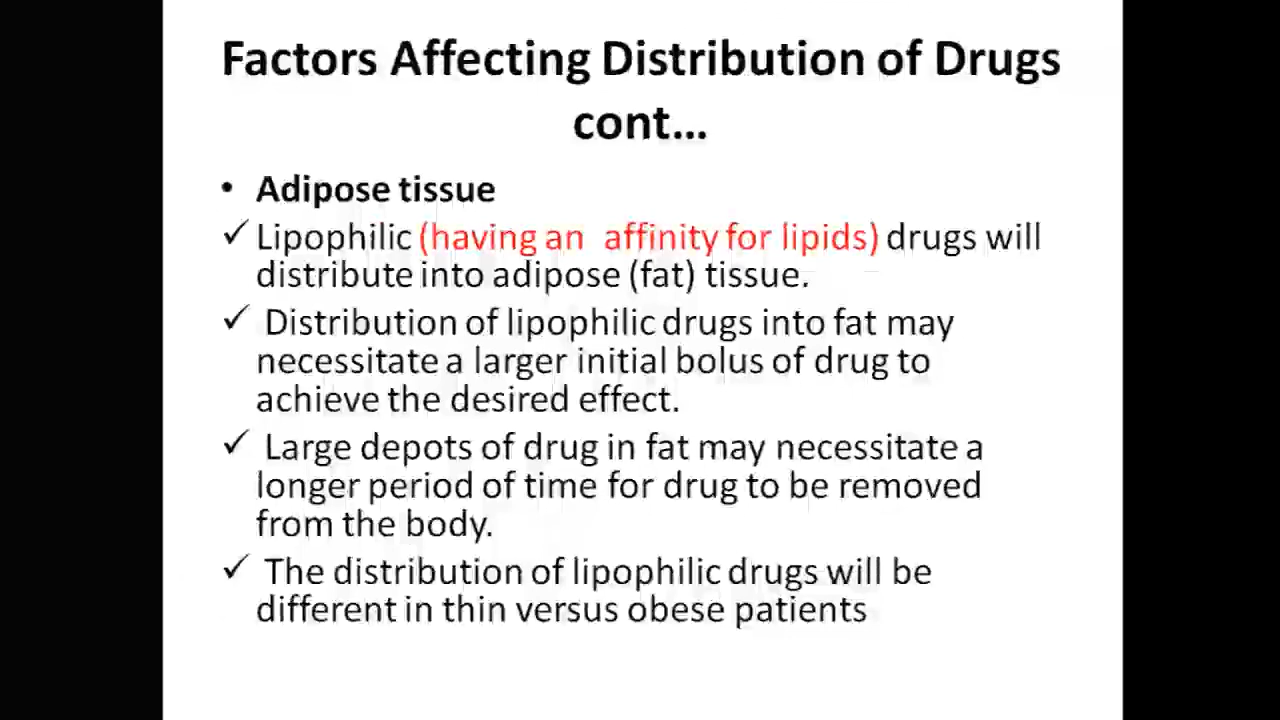 Factors Affecting Distribution of Drugs
cont...
• Adipose tissue
✓ Lipophilic (having an affinity for lipids) drugs will
distribute into adipose (fat) tissue.
✓ Distribution of lipophilic drugs into fat may
necessitate a larger initial bolus of drug to
achieve the desired effect.
✓ Large depots of drug in fat may necessitate a
longer period of time for drug to be removed
from the body.
✓ The distribution of lipophilic drugs will be
different in thin versus obese patients